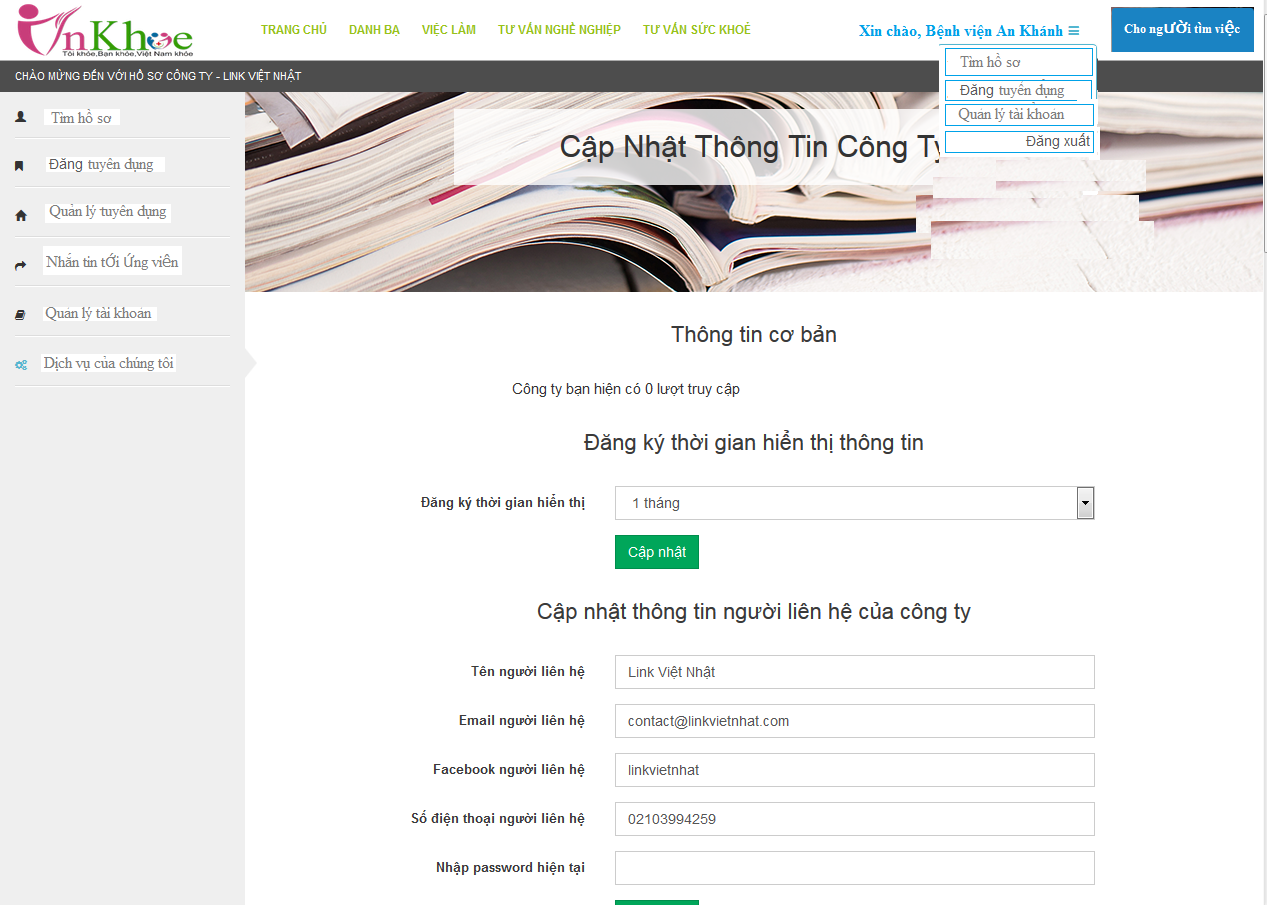 VnKhoe
Tôi khỏe,Bạn khỏe,Việt Nam khỏe
TRANG CHỦ DANH BẠ VIỆC LÀM TƯ VẤN NGHỀ NGHIỆP TƯ VẤN SỨC KHOẺ
Xin chào, Bệnh viện An Khánh
Cho người tìm việc
Tìm hồ sơ
Đăng tuyển dụng
Quản lý tài khoản
Đăng xuất
CHÀO MỪNG ĐẾN VỚI HỒ SƠ CÔNG TY - LINK VIỆT NHẬT
Tìm hồ sơ
Đăng tuyển dụng
Quản lý tuyển dụng
Nhắn tin tới ứng viên
Quản lý tài khoản
Dịch vụ của chúng tôi
Cập Nhật Thông Tin Công Ty
Thông tin cơ bản
Công ty bạn hiện có 0 lượt truy cập
Đăng ký thời gian hiển thị thông tin
Đăng ký thời gian hiển thị 1 tháng
Cập nhật
Cập nhật thông tin người liên hệ của công ty
Tên người liên hệ Link Việt Nhật
Email người liên hệ contact@linkvietnhat.com
Facebook người liên hệ linkvietnhat
Số điện thoại người liên hệ 02103994259
Nhập password hiện tại